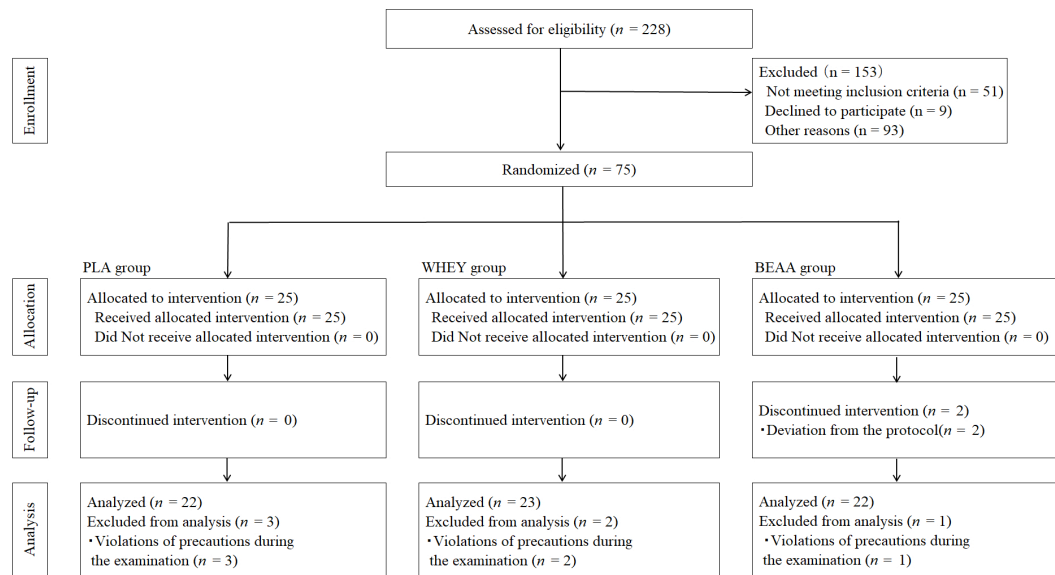 Assessed for eligibility (n = 228)
Enrollment
Excluded (n = 153)
Not meeting inclusion criteria (n = 51)
Declined to participate (n = 9)
Other reasons (n = 93)
Randomized (n = 75)
PLA group
WHEY group
BEAA group
Allocation
Allocated to intervention (n = 25)
Received allocated intervention (n = 25)
Did Not receive allocated intervention (n = 0)
Allocated to intervention (n = 25)
Received allocated intervention (n = 25)
Did Not receive allocated intervention (n = 0)
Allocated to intervention (n = 25)
Received allocated intervention (n = 25)
Did Not receive allocated intervention (n = 0)
Follow-up
Discontinued intervention (n = 0)
Discontinued intervention (n = 0)
Discontinued intervention (n = 2)
・Deviation from the protocol(n = 2)
Analysis
Analyzed (n = 22)
Excluded from analysis (n = 3)
・Violations of precautions during
the examination (n = 3)
Analyzed (n = 23)
Excluded from analysis (n = 2)
・Violations of precautions during
the examination (n = 2)
Analyzed (n = 22)
Excluded from analysis (n = 1)
・Violations of precautions during
the examination (n = 1)